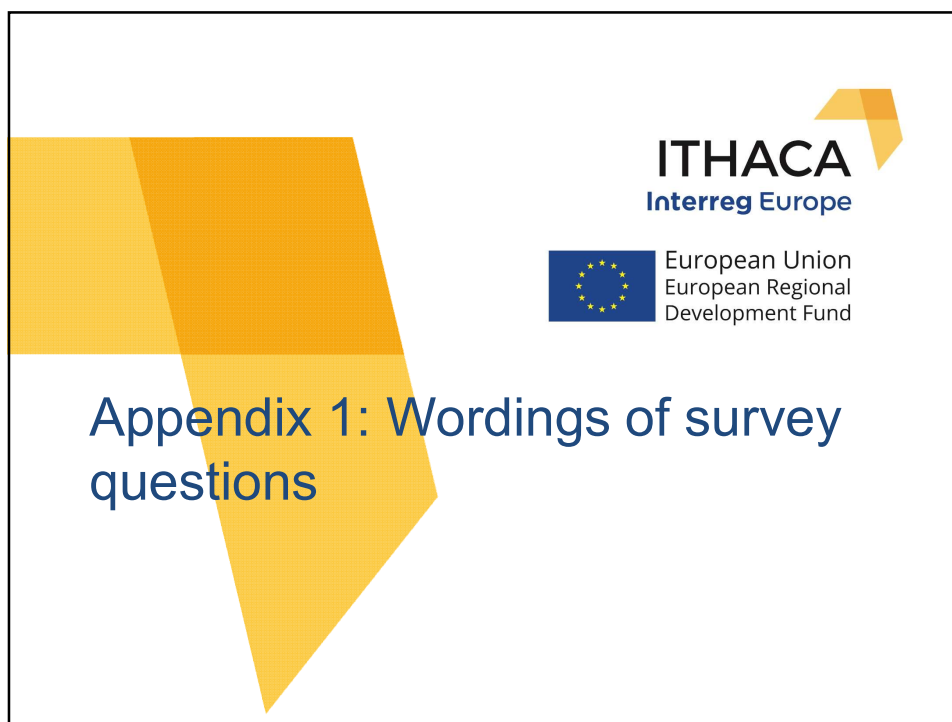 ITHACA
Interreg Europe
European Union
European Regional
Development Fund
Appendix 1: Wordings of survey
questions